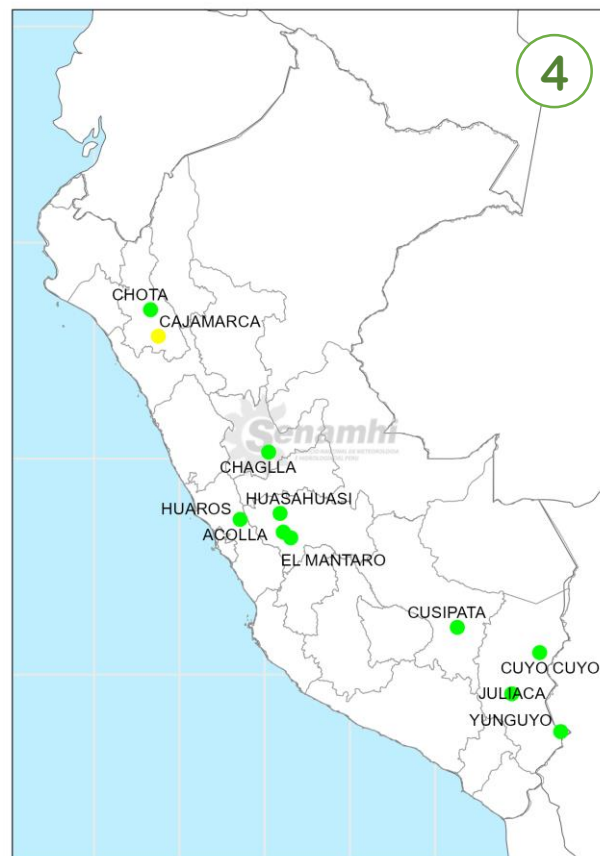 4
CHOTA
CAJAMARCA
Senamhi
CHAGLLA
HUASAHUASI
HUAROS
ACOLLA
EL MANTARO
CUSIPATA
CUYO CUYO
JULIACA
YUNGUYO